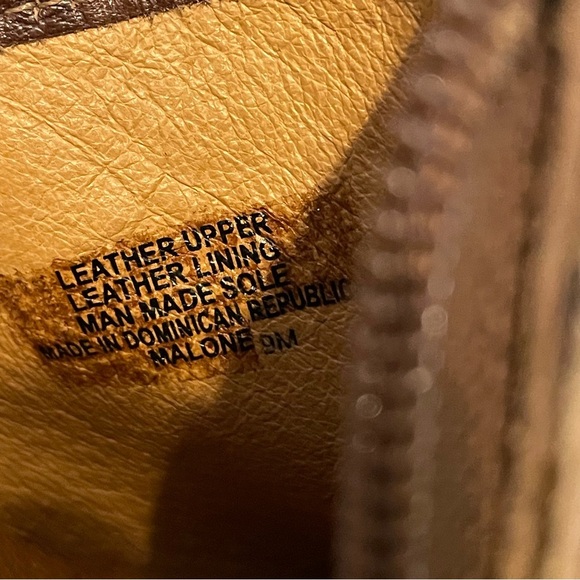 LEATHER UPPER
LEATHER LINING
MAN MADE SOLE
MADE IN DOMINICAN REPUBLIC
MALONE 9M